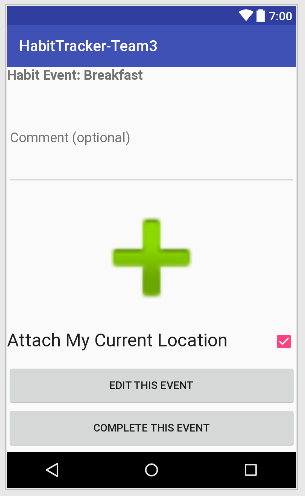 7:00
HabitTracker-Team3
Habit Event: Breakfast
Comment (optional)
Attach My Current Location
EDIT THIS EVENT
COMPLETE THIS EVENT